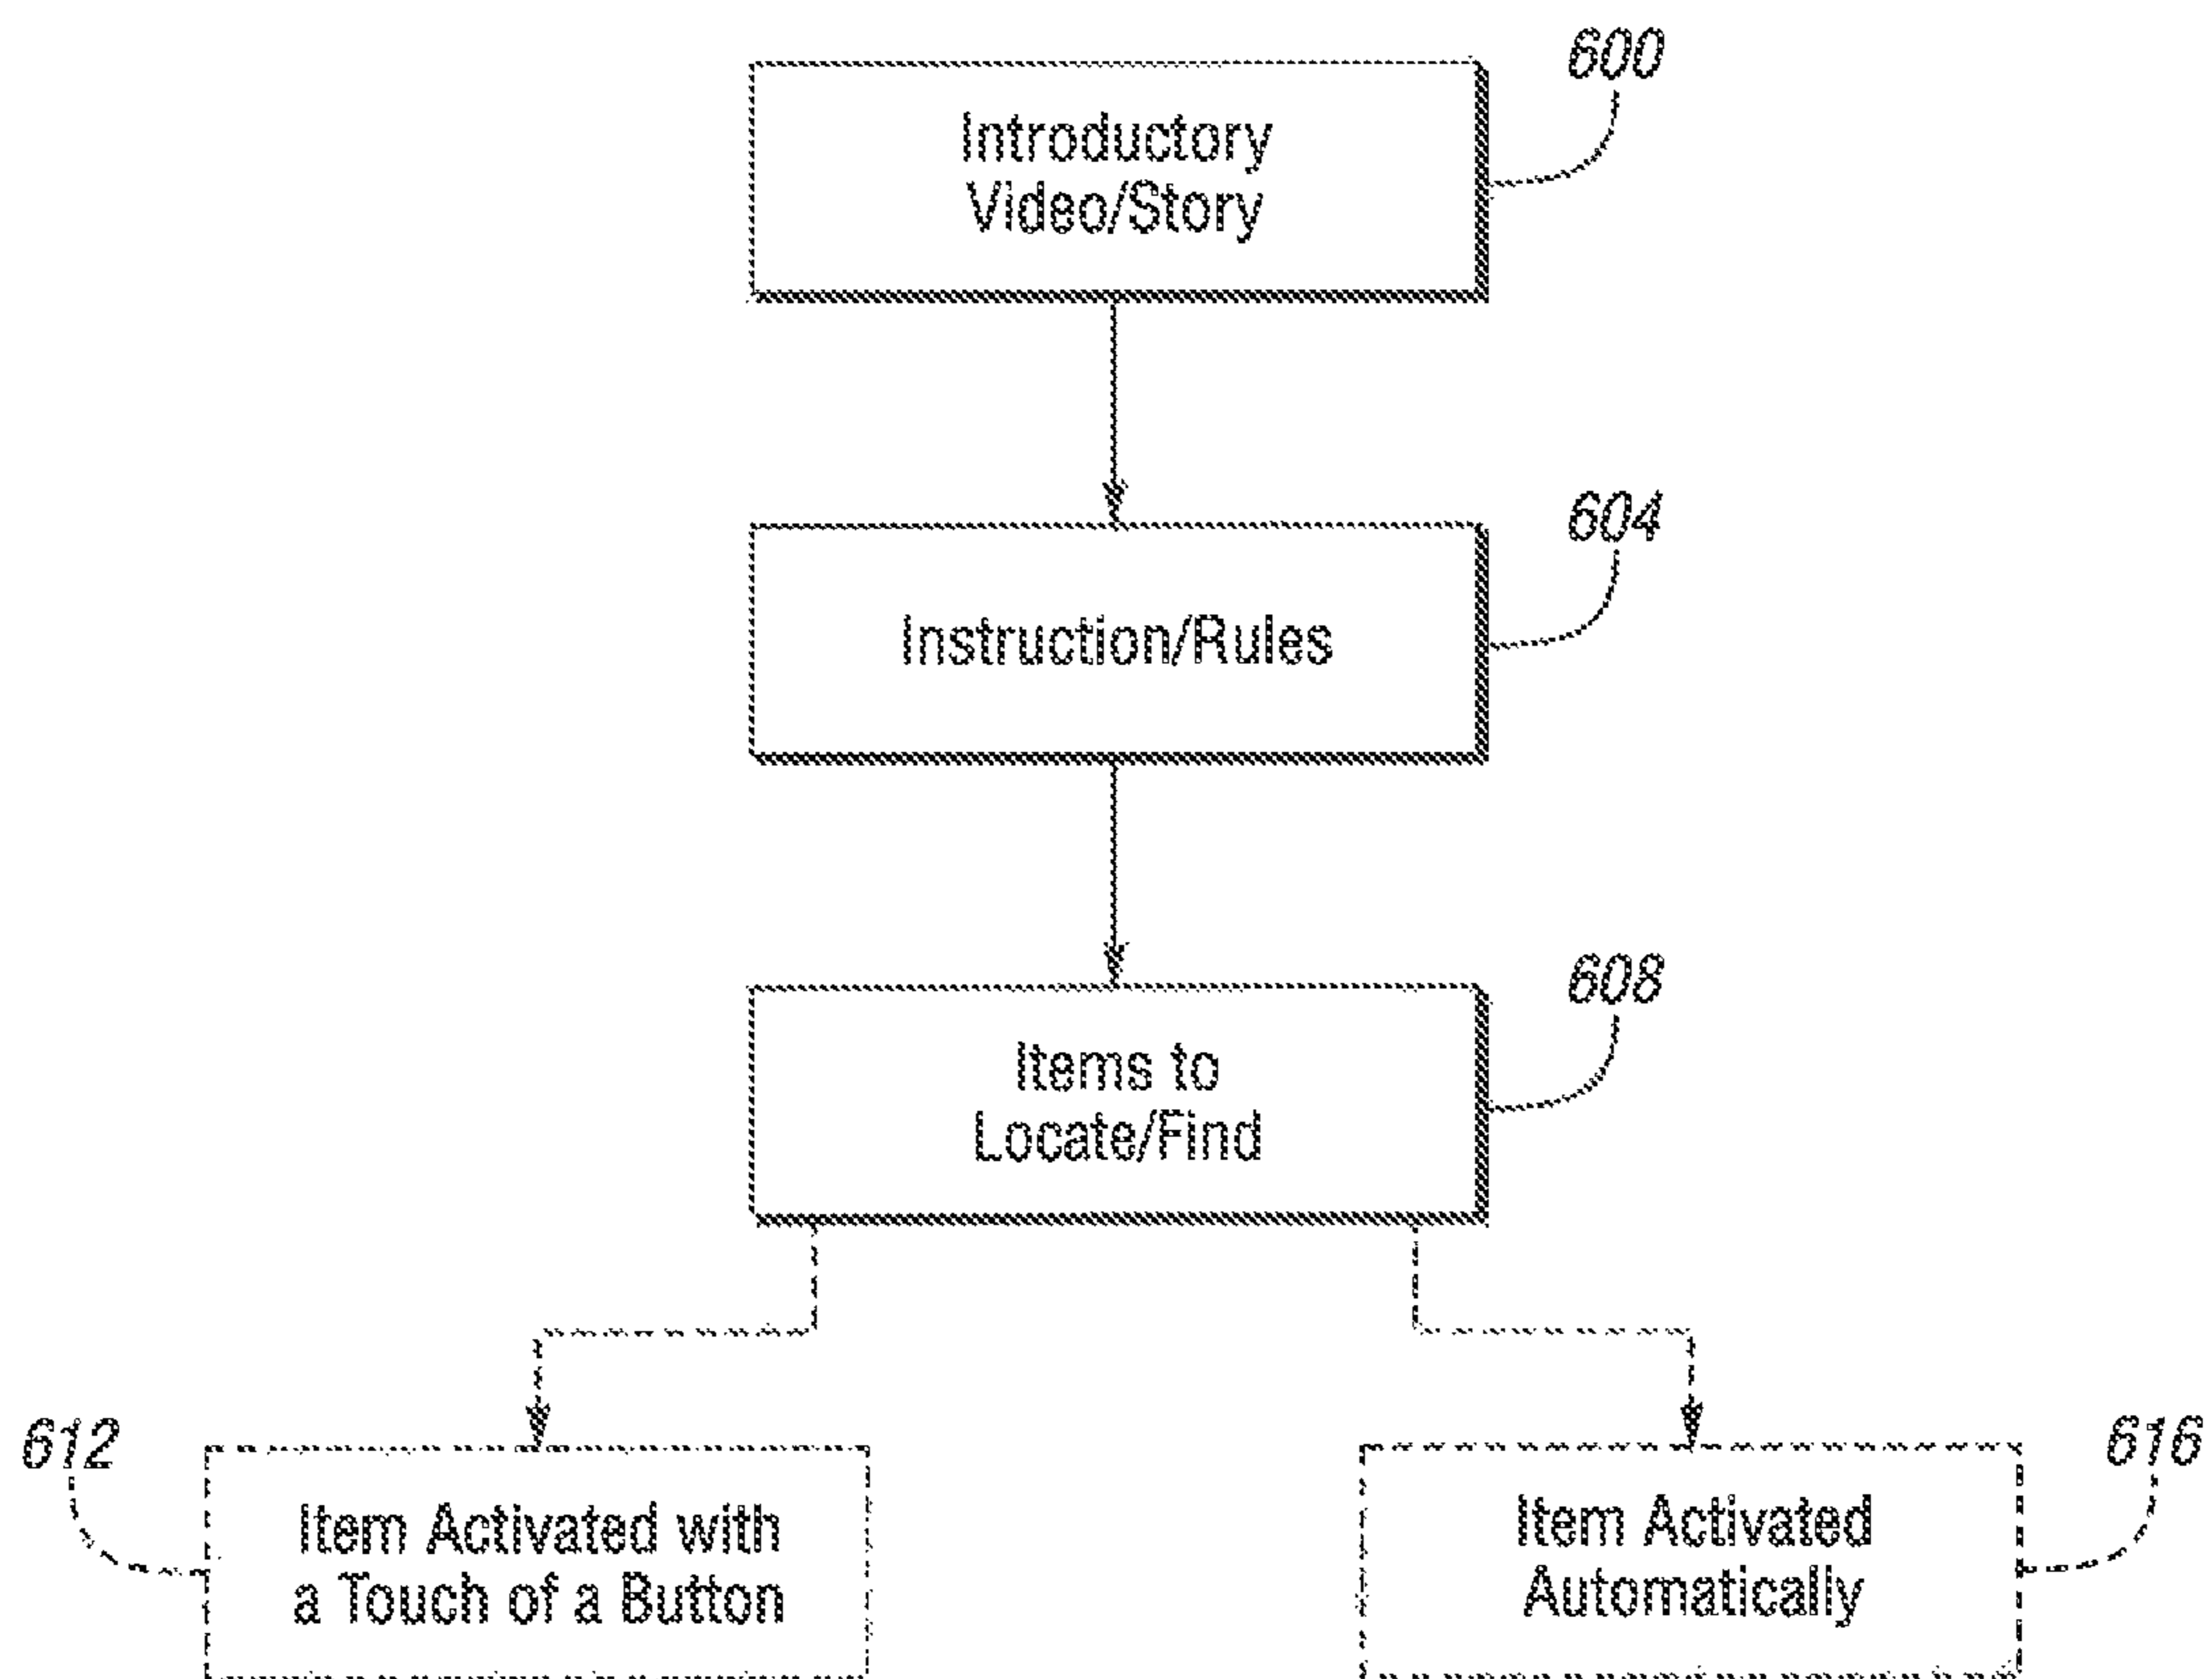 600
Introductory
Video/Story
604
Instruction/Rules
608
Items to
Locate/Find
612
Item Activated with
a Touch of a Button
616
Item Activated
Automatically